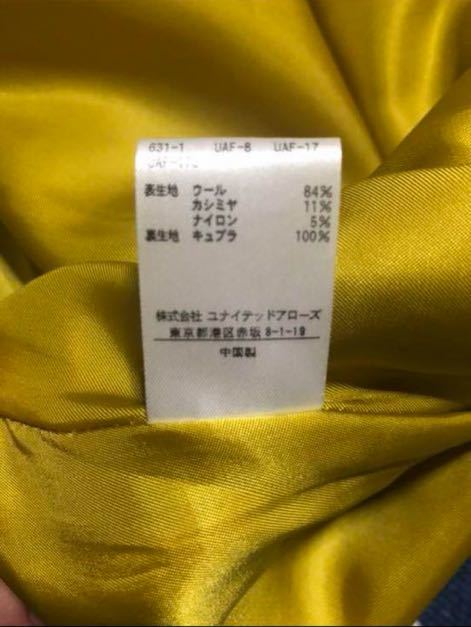 631-1 UAF-8 UAF-17
表生地 ウール 84%
カシミヤ 11%
ナイロン 5%
裏生地 キュプラ 100%
株式会社 ユナイテッドアローズ
東京都港区赤坂 8-1-19
中国製